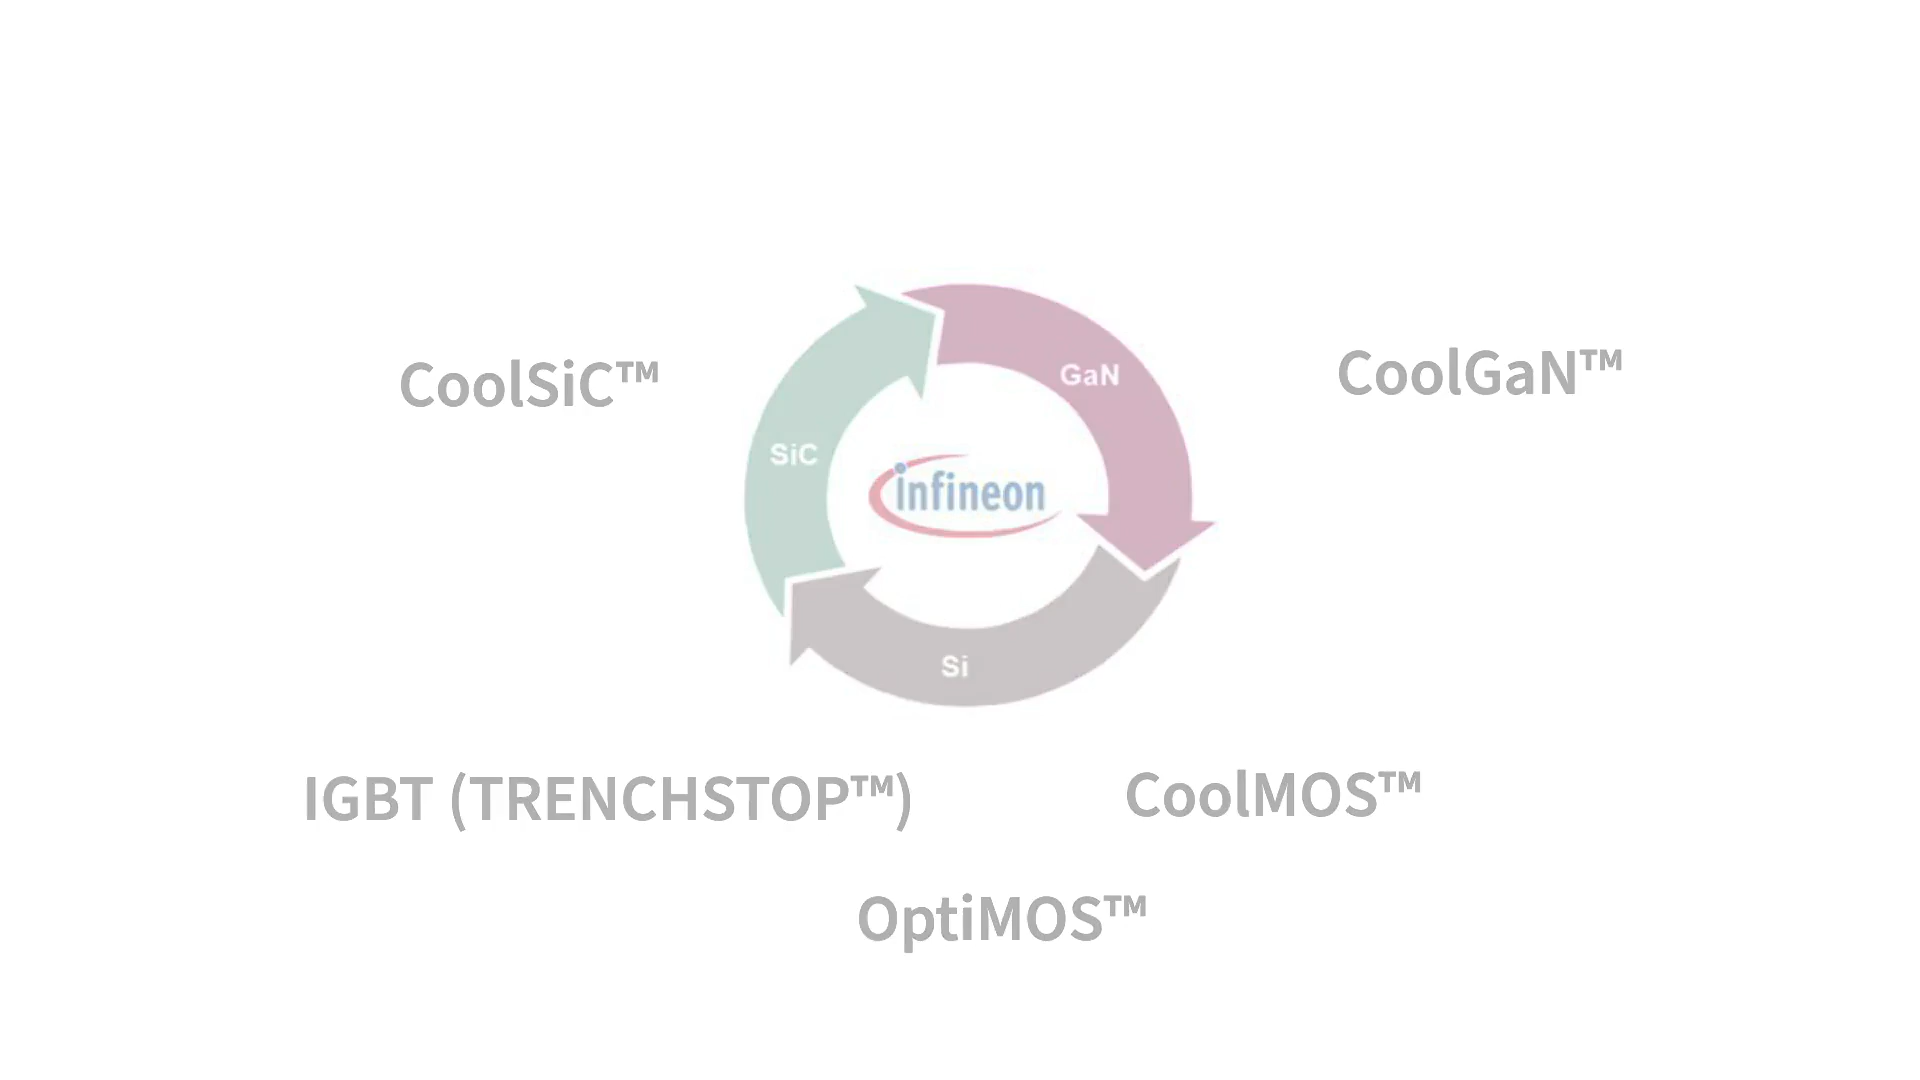 CoolSiC™
CoolGaN™
GaN
SiC
infineon
Si
IGBT (TRENCHSTOP™)
CoolMOS™
OptiMOS™